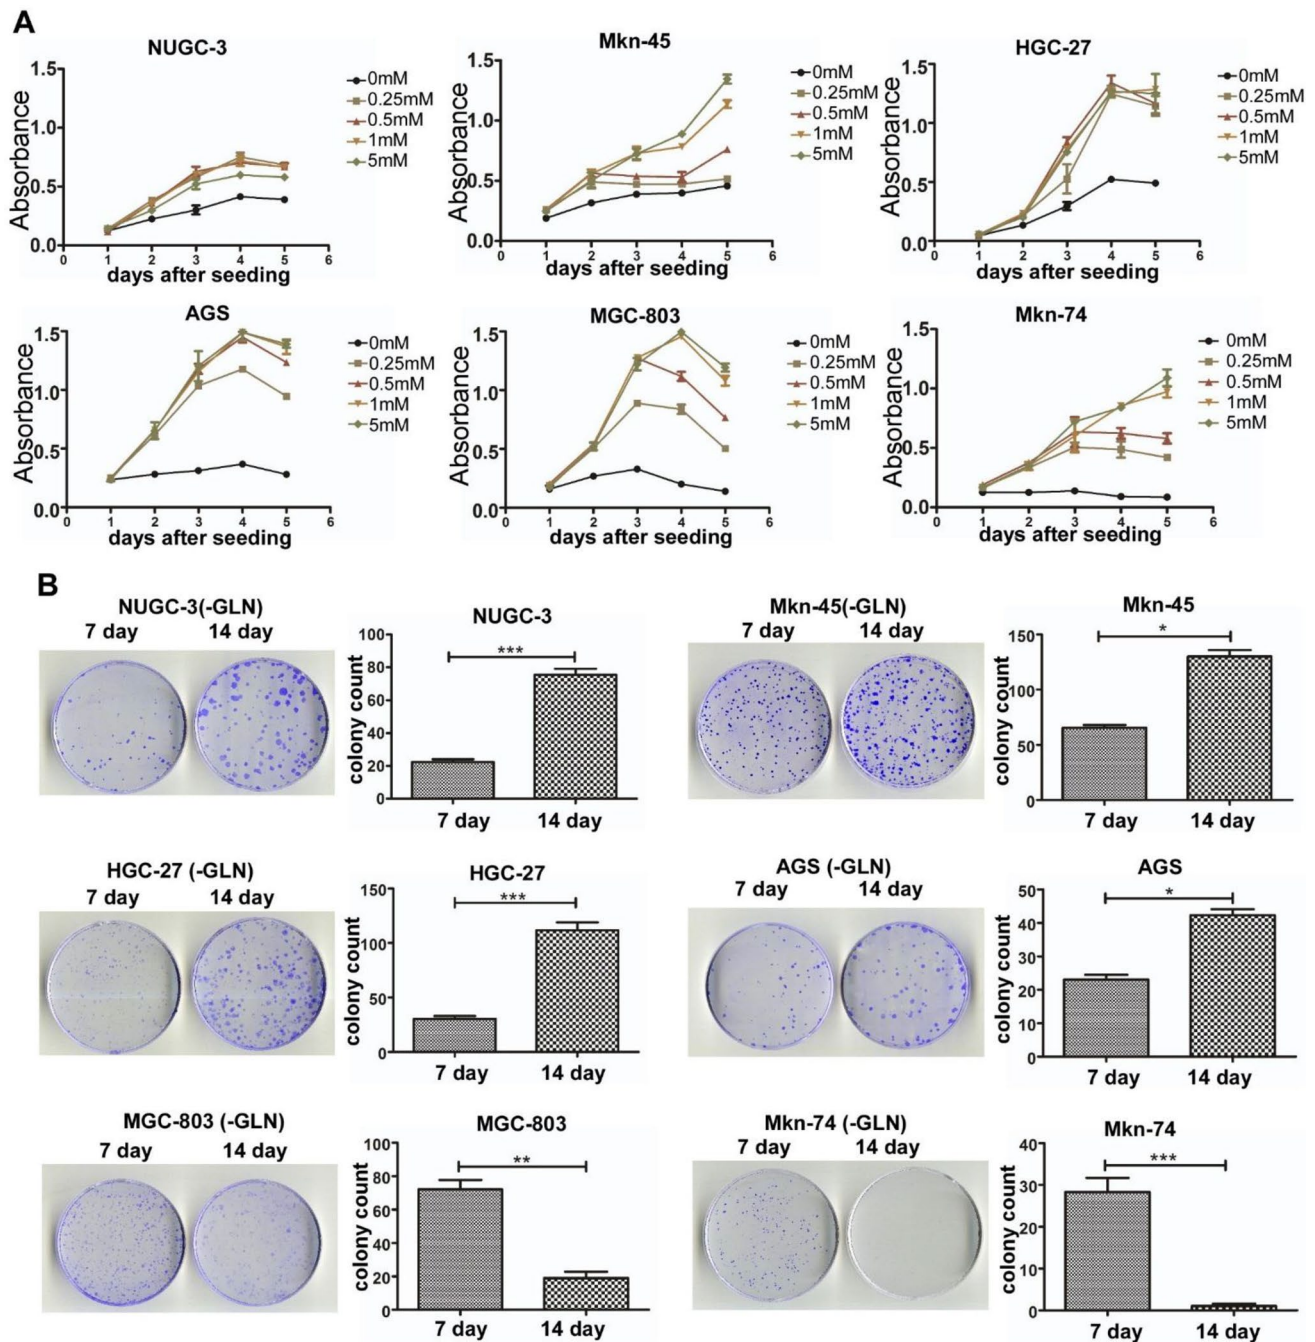 A
NUGC-3
Absorbance
1.5
1.0
0.5
0.0
0 1 2 3 4 5 6
days after seeding
0mM
0.25mM
0.5mM
1mM
5mM
Mkn-45
Absorbance
1.5
1.0
0.5
0.0
0 1 2 3 4 5 6
days after seeding
0mM
0.25mM
0.5mM
1mM
5mM
HGC-27
Absorbance
1.5
1.0
0.5
0.0
0 1 2 3 4 5 6
days after seeding
0mM
0.25mM
0.5mM
1mM
5mM
AGS
Absorbance
1.5
1.0
0.5
0.0
0 1 2 3 4 5 6
days after seeding
0mM
0.25mM
0.5mM
1mM
5mM
MGC-803
Absorbance
1.5
1.0
0.5
0.0
0 1 2 3 4 5 6
days after seeding
0mM
0.25mM
0.5mM
1mM
5mM
Mkn-74
Absorbance
1.5
1.0
0.5
0.0
0 1 2 3 4 5 6
days after seeding
0mM
0.25mM
0.5mM
1mM
5mM
B
NUGC-3(-GLN)
7 day 14 day
NUGC-3
colony count
100
80
60
40
20
0
***
7 day 14 day
Mkn-45(-GLN)
7 day 14 day
Mkn-45
colony count
150
100
50
0
*
7 day 14 day
HGC-27 (-GLN)
7 day 14 day
HGC-27
colony count
150
100
50
0
***
7 day 14 day
AGS (-GLN)
7 day 14 day
AGS
colony count
50
40
30
20
10
0
*
7 day 14 day
MGC-803 (-GLN)
7 day 14 day
MGC-803
colony count
100
80
60
40
20
0
**
7 day 14 day
Mkn-74 (-GLN)
7 day 14 day
Mkn-74
colony count
40
30
20
10
0
***
7 day 14 day